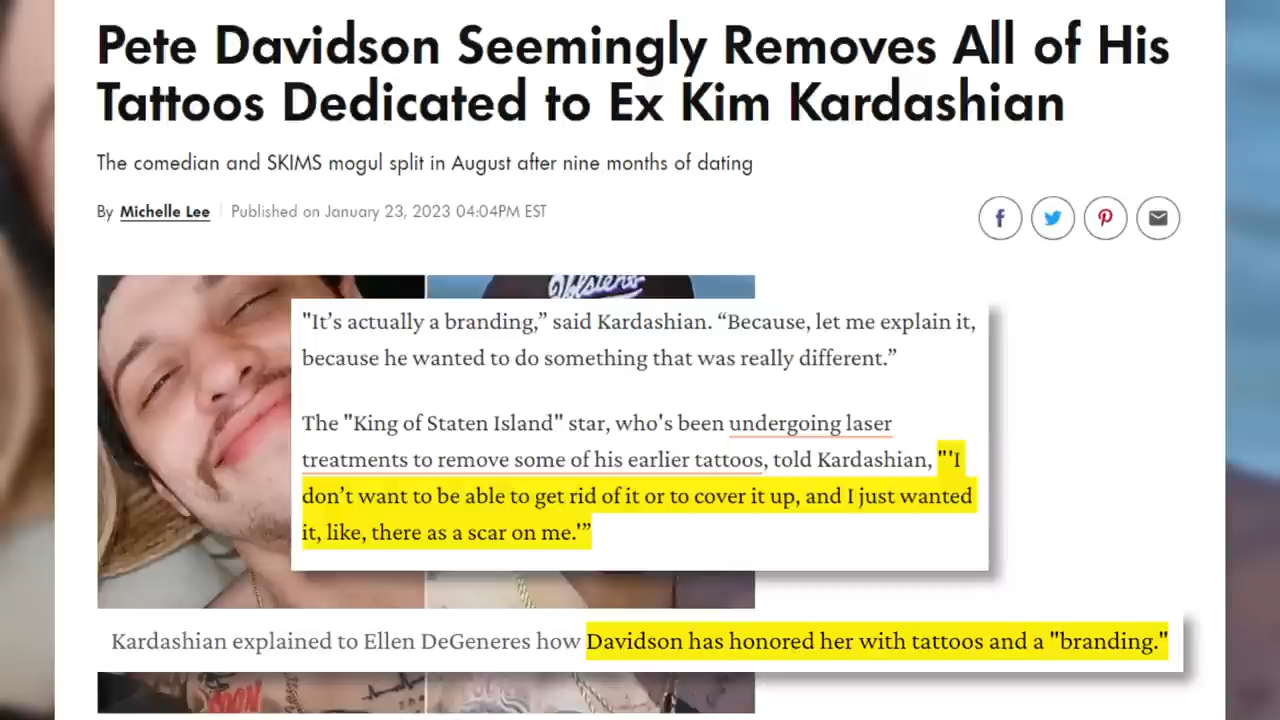 Pete Davidson Seemingly Removes All of His
Tattoos Dedicated to Ex Kim Kardashian
The comedian and SKIMS mogul split in August after nine months of dating
By Michelle Lee Published on January 23, 2023 04:04PM EST
"It’s actually a branding,” said Kardashian. “Because, let me explain it,
because he wanted to do something that was really different.”
The "King of Staten Island" star, who's been undergoing laser
treatments to remove some of his earlier tattoos, told Kardashian, "'I
don’t want to be able to get rid of it or to cover it up, and I just wanted
it, like, there as a scar on me.'”
Kardashian explained to Ellen DeGeneres how Davidson has honored her with tattoos and a "branding."